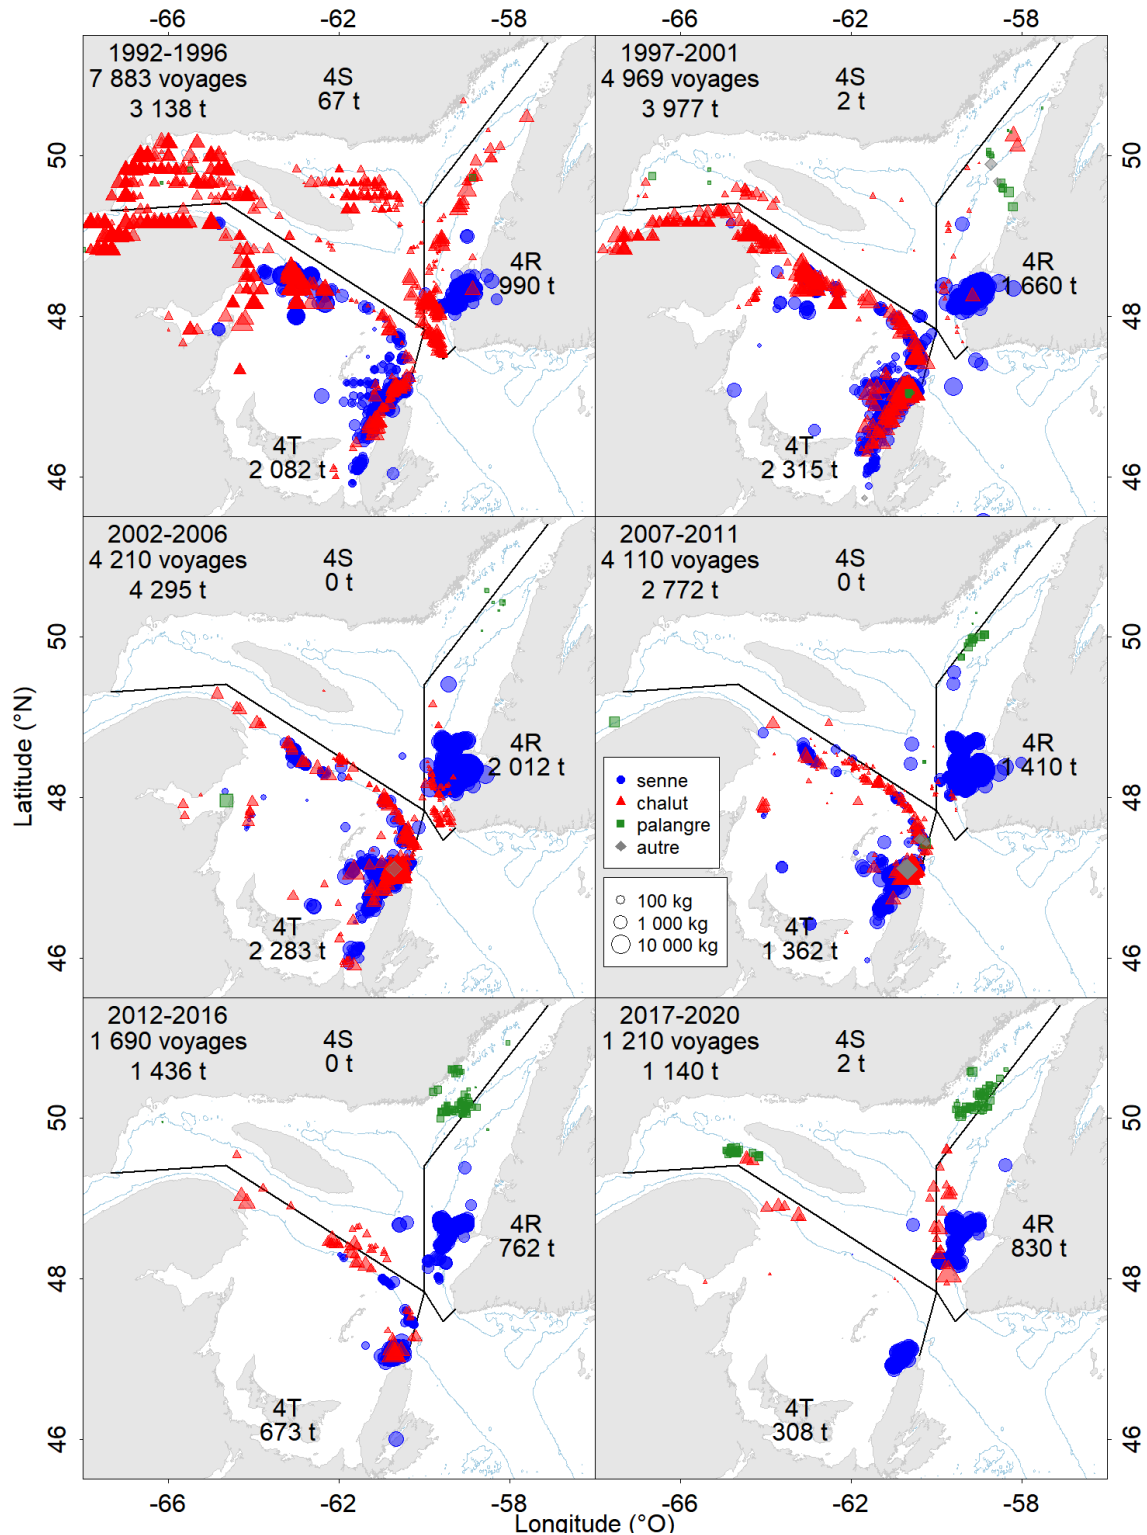 -66 -62 -58 -66 -62 -58
1992-1996
7 883 voyages
3 138 t
4S
67 t
4R
990 t
4T
2 082 t
1997-2001
4 969 voyages
3 977 t
4S
2 t
4R
1 660 t
4T
2 315 t
50
48
46
50
48
46
2002-2006
4 210 voyages
4 295 t
4S
0 t
4R
2 012 t
4T
2 283 t
2007-2011
4 110 voyages
2 772 t
4S
0 t
4R
1 410 t
4T
1 362 t
senne
chalut
palangre
autre
100 kg
1 000 kg
10 000 kg
50
48
46
50
48
46
Latitude (°N)
2012-2016
1 690 voyages
1 436 t
4S
0 t
4R
762 t
4T
673 t
2017-2020
1 210 voyages
1 140 t
4S
2 t
4R
830 t
4T
308 t
50
48
46
50
48
46
-66 -62 -58 -66 -62 -58
Longitude (°O)